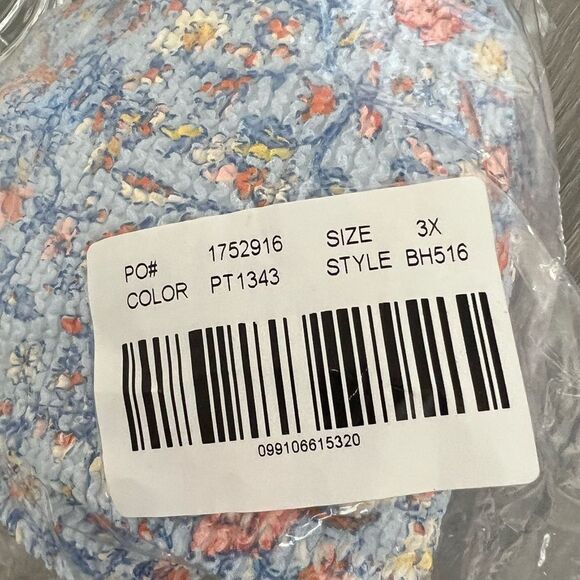 PO# 1752916 SIZE 3X
COLOR PT1343 STYLE BH516
099106615320